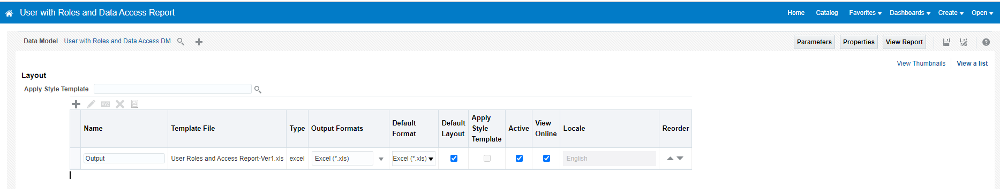 User with Roles and Data Access Report
Home Catalog Favorites Dashboards Create Open
Data Model User with Roles and Data Access DM
Parameters Properties View Report
View Thumbnails View a list
Layout
Apply Style Template
XYZ
Name Template File Type Output Formats Default Format Default Layout Apply Style Template Active View Online Locale Reorder
Output User Roles and Access Report-Ver1.xls excel Excel (*.xls) Excel (*.xls) English